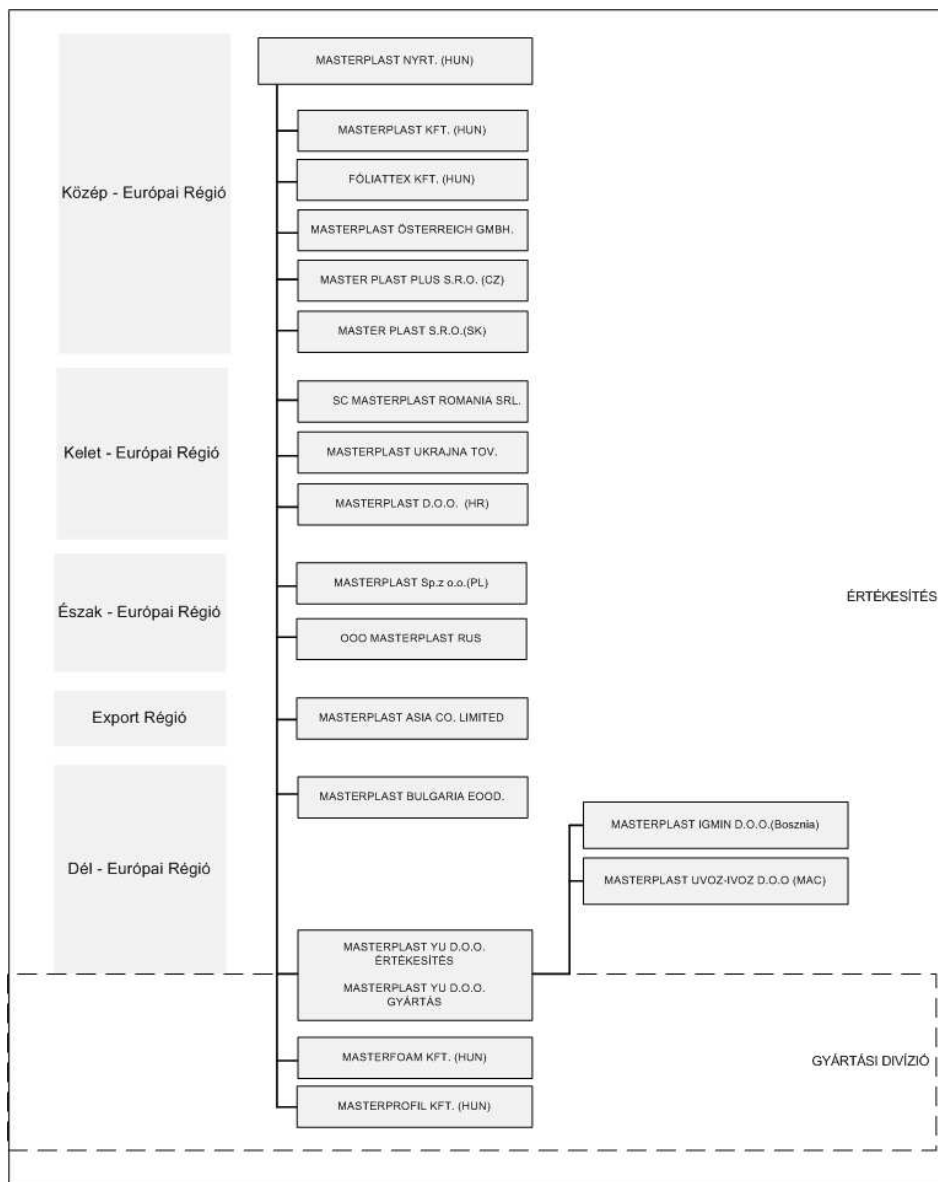 MASTERPLAST NYRT. (HUN)
Közép - Európai Régió
MASTERPLAST KFT. (HUN)
FÓLIATTEX KFT. (HUN)
MASTERPLAST ÖSTERREICH GMBH.
MASTER PLAST PLUS S.R.O. (CZ)
MASTER PLAST S.R.O.(SK)
Kelet - Európai Régió
SC MASTERPLAST ROMANIA SRL.
MASTERPLAST UKRAJNA TOV.
MASTERPLAST D.O.O. (HR)
Észak - Európai Régió
MASTERPLAST Sp.z o.o.(PL)
OOO MASTERPLAST RUS
ÉRTÉKESÍTÉS
Export Régió
MASTERPLAST ASIA CO. LIMITED
Dél - Európai Régió
MASTERPLAST BULGARIA EOOD.
MASTERPLAST IGMIN D.O.O.(Bosznia)
MASTERPLAST UVOZ-IVOZ D.O.O (MAC)
MASTERPLAST YU D.O.O.
ÉRTÉKESÍTÉS
MASTERPLAST YU D.O.O.
GYÁRTÁS
MASTERFOAM KFT. (HUN)
GYÁRTÁSI DIVÍZIÓ
MASTERPROFIL KFT. (HUN)